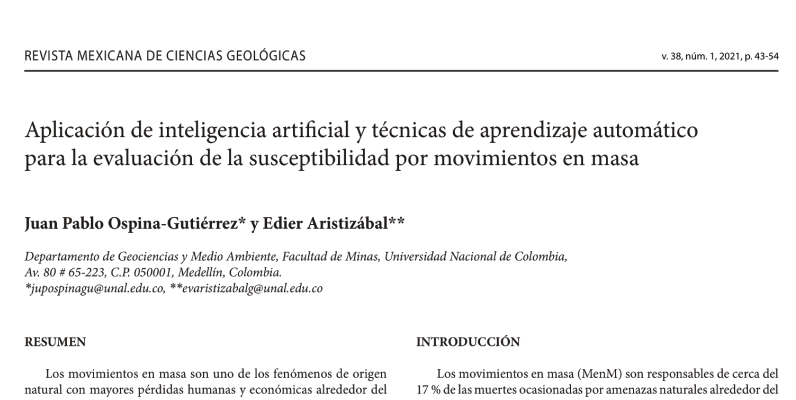 REVISTA MEXICANA DE CIENCIAS GEOLÓGICAS
v. 38, núm. 1, 2021, p. 43-54
Aplicación de inteligencia artificial y técnicas de aprendizaje automático
para la evaluación de la susceptibilidad por movimientos en masa
Juan Pablo Ospina-Gutiérrez* y Edier Aristizábal**
Departamento de Geociencias y Medio Ambiente, Facultad de Minas, Universidad Nacional de Colombia,
Av. 80 # 65-223, C.P. 050001, Medellín, Colombia.
*jupospinagu@unal.edu.co, **evaristizabalg@unal.edu.co
RESUMEN
Los movimientos en masa son uno de los fenómenos de origen
natural con mayores pérdidas humanas y económicas alrededor del
INTRODUCCIÓN
Los movimientos en masa (MenM) son responsables de cerca del
17 % de las muertes ocasionadas por amenazas naturales alrededor del